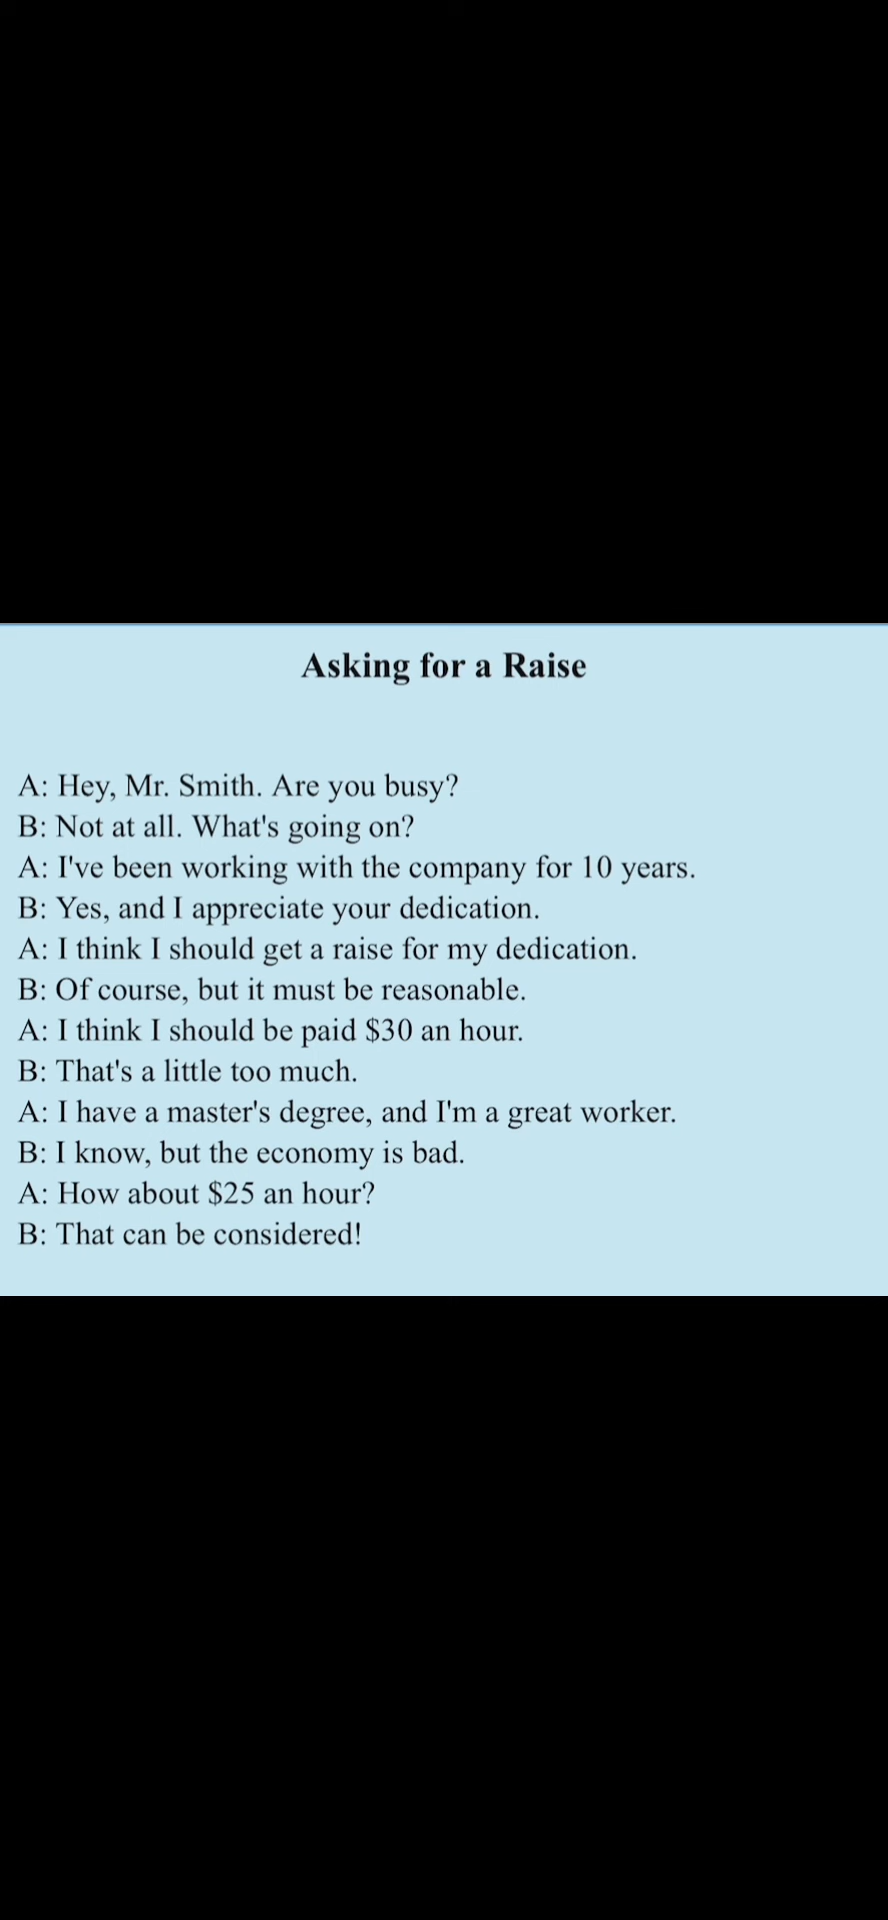 Asking for a Raise
A: Hey, Mr. Smith. Are you busy?
B: Not at all. What's going on?
A: I've been working with the company for 10 years.
B: Yes, and I appreciate your dedication.
A: I think I should get a raise for my dedication.
B: Of course, but it must be reasonable.
A: I think I should be paid $30 an hour.
B: That's a little too much.
A: I have a master's degree, and I'm a great worker.
B: I know, but the economy is bad.
A: How about $25 an hour?
B: That can be considered!